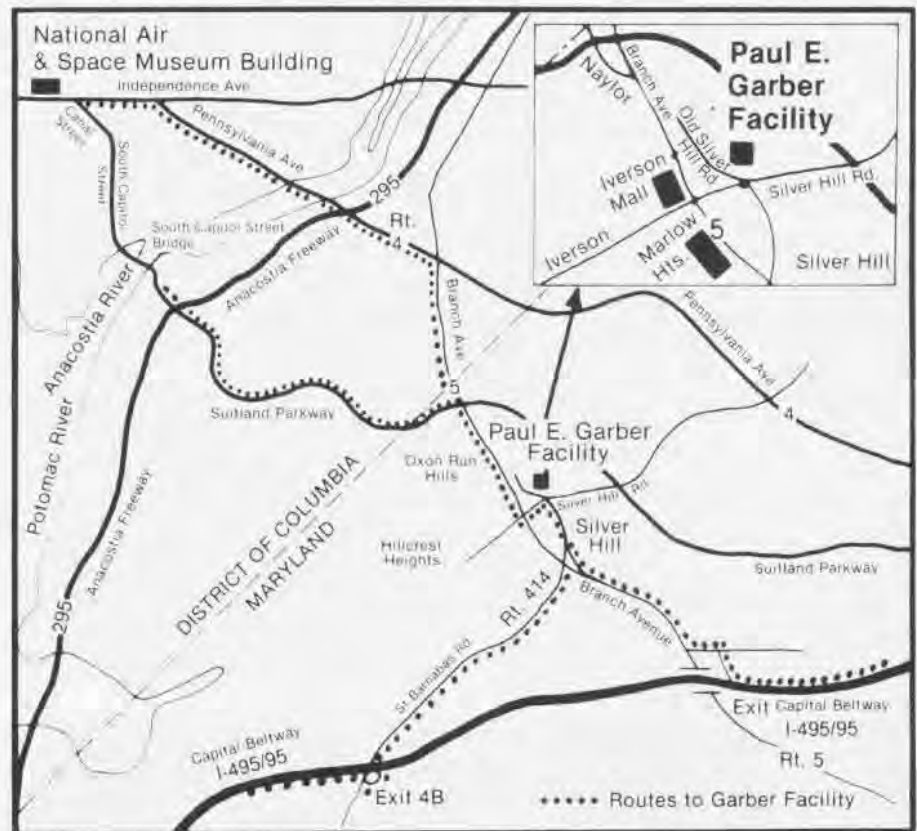 National Air
& Space Museum Building
Independence Ave
Canal
Street
South Capitol
Street
Pennsylvania Ave
South Capitol Street
Bridge
295
Rt.
4
Anacostia Freeway
Branch Ave
Anacostia River
Potomac River
Anacostia Freeway
295
Suitland Parkway
5
DISTRICT OF COLUMBIA
MARYLAND
Oxon Run
Hills
Paul E. Garber
Facility
Silver Hill Rd.
Silver
Hill
Hillcrest
Heights
Pennsylvania Ave
4
Suitland Parkway
Rt. 414
Branch Avenue
St Barnabas Rd.
Capital Beltway
I-495/95
Exit 4B
Exit
Capital Beltway
I-495/95
Rt. 5
Routes to Garber Facility
Naylor
Branch Ave
Paul E.
Garber
Facility
Old Silver
Hill Rd
Iverson
Mall
Silver Hill Rd.
Iverson
Marlow
Hts.
5
Silver Hill